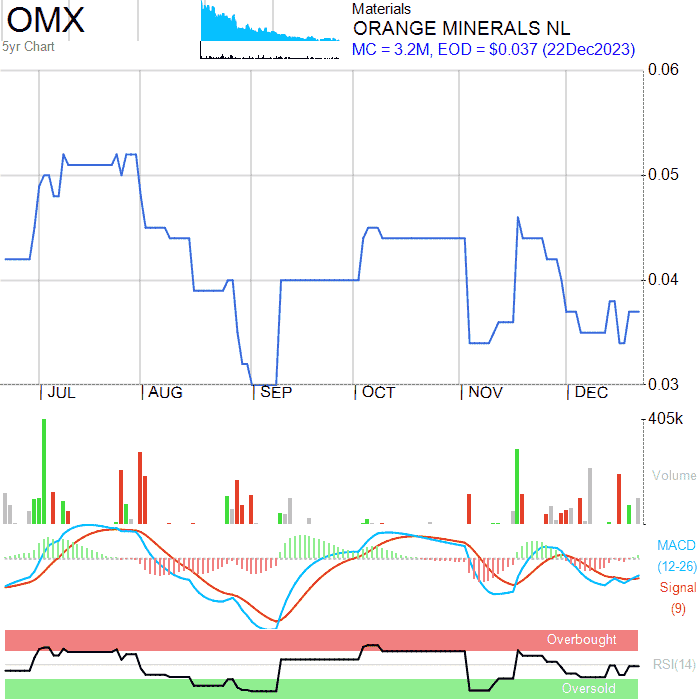 OMX
5yr Chart
Materials
ORANGE MINERALS NL
MC = 3.2M, EOD = $0.037 (22Dec2023)
0.06
0.05
0.04
0.03
JUL AUG SEP OCT NOV DEC
405k
Volume
MACD
(12-26)
Signal
(9)
Overbought
RSI(14)
Oversold